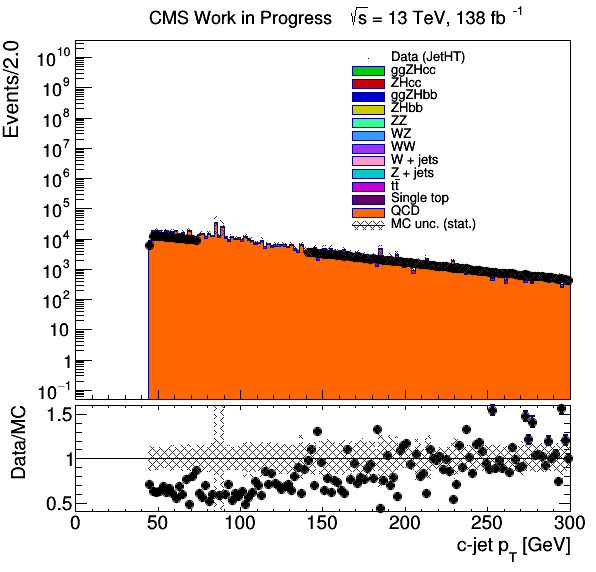 CMS Work in Progress √s = 13 TeV, 138 fb⁻¹
Events/2.0
10¹⁰
10⁹
10⁸
10⁷
10⁶
10⁵
10⁴
10³
10²
10
1
10⁻¹
Data (JetHT)
ggZHcc
ZHcc
ggZHbb
ZHbb
ZZ
WZ
WW
W + jets
Z + jets
tt̄
Single top
QCD
MC unc. (stat.)
Data/MC
1.5
1
0.5
0 50 100 150 200 250 300
c-jet p_T [GeV]